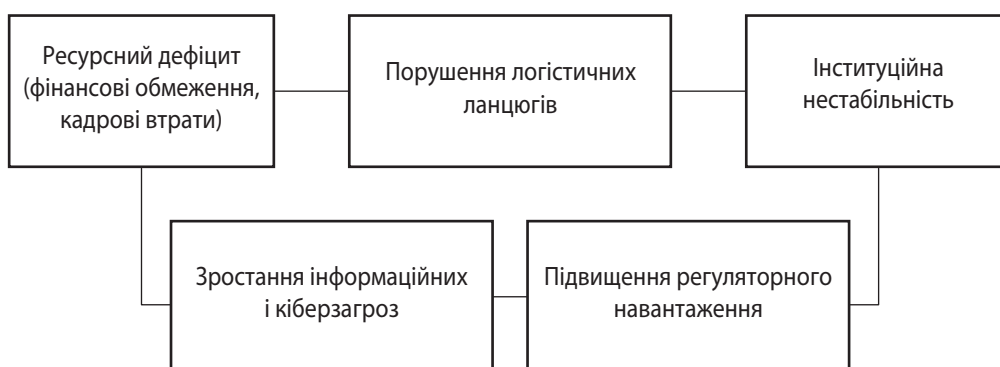 Ресурсний дефіцит
(фінансові обмеження,
кадрові втрати)
Порушення логістичних
ланцюгів
Інституційна
нестабільність
Зростання інформаційних
і кіберзагроз
Підвищення регуляторного
навантаження